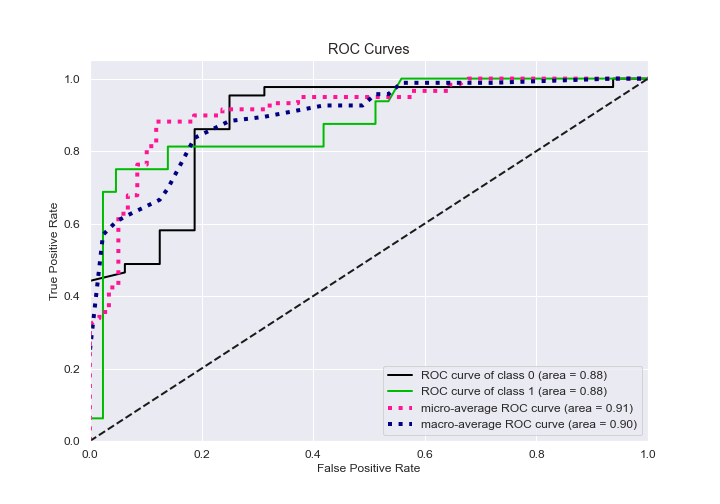 ROC Curves
1.0
0.8
0.6
0.4
0.2
0.0
True Positive Rate
ROC curve of class 0 (area = 0.88)
ROC curve of class 1 (area = 0.88)
micro-average ROC curve (area = 0.91)
macro-average ROC curve (area = 0.90)
0.0 0.2 0.4 0.6 0.8 1.0
False Positive Rate